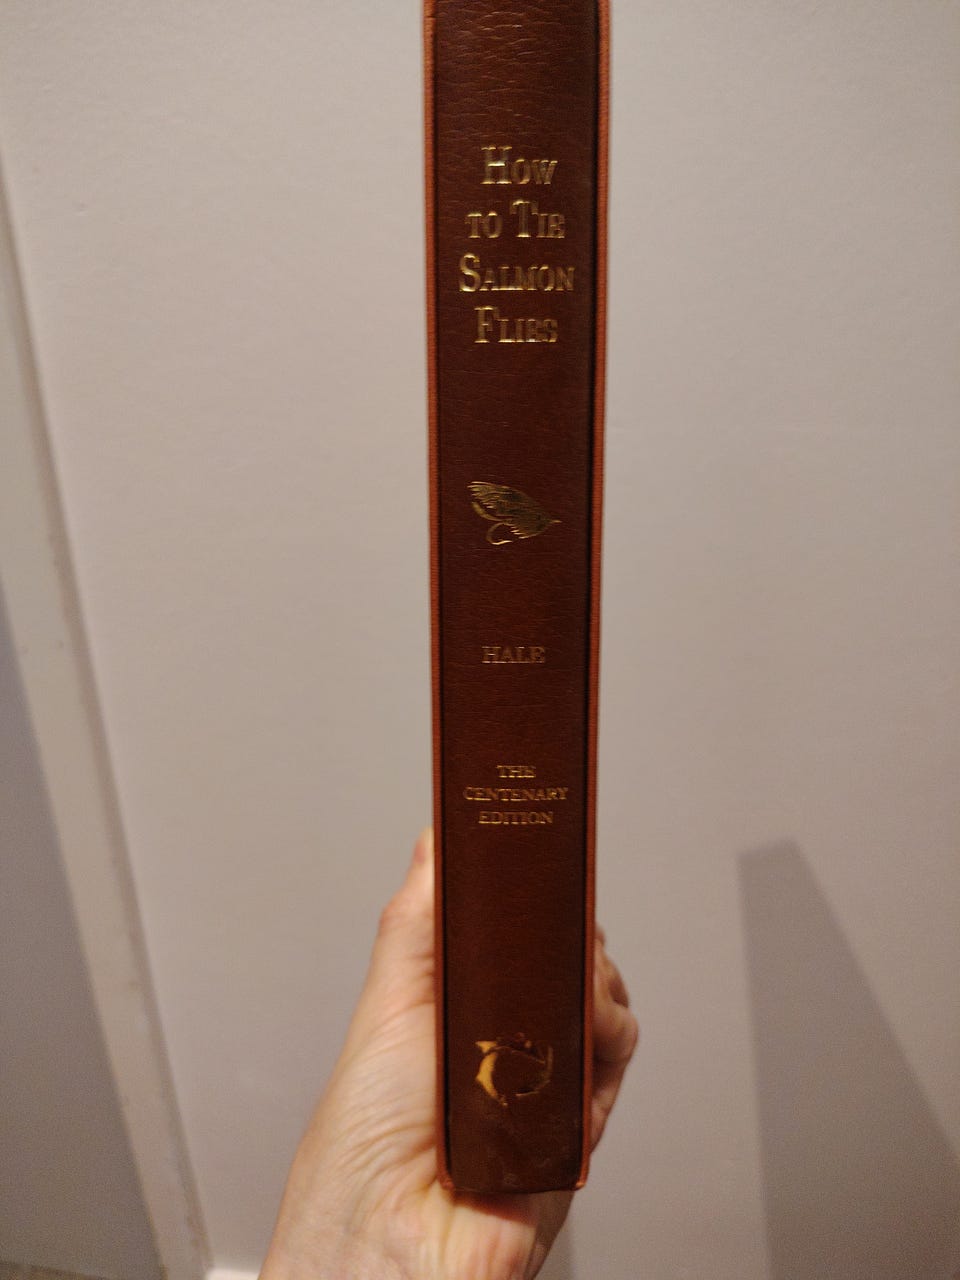 How
to Tie
Salmon
Flies
HALE
THE
CENTENARY
EDITION